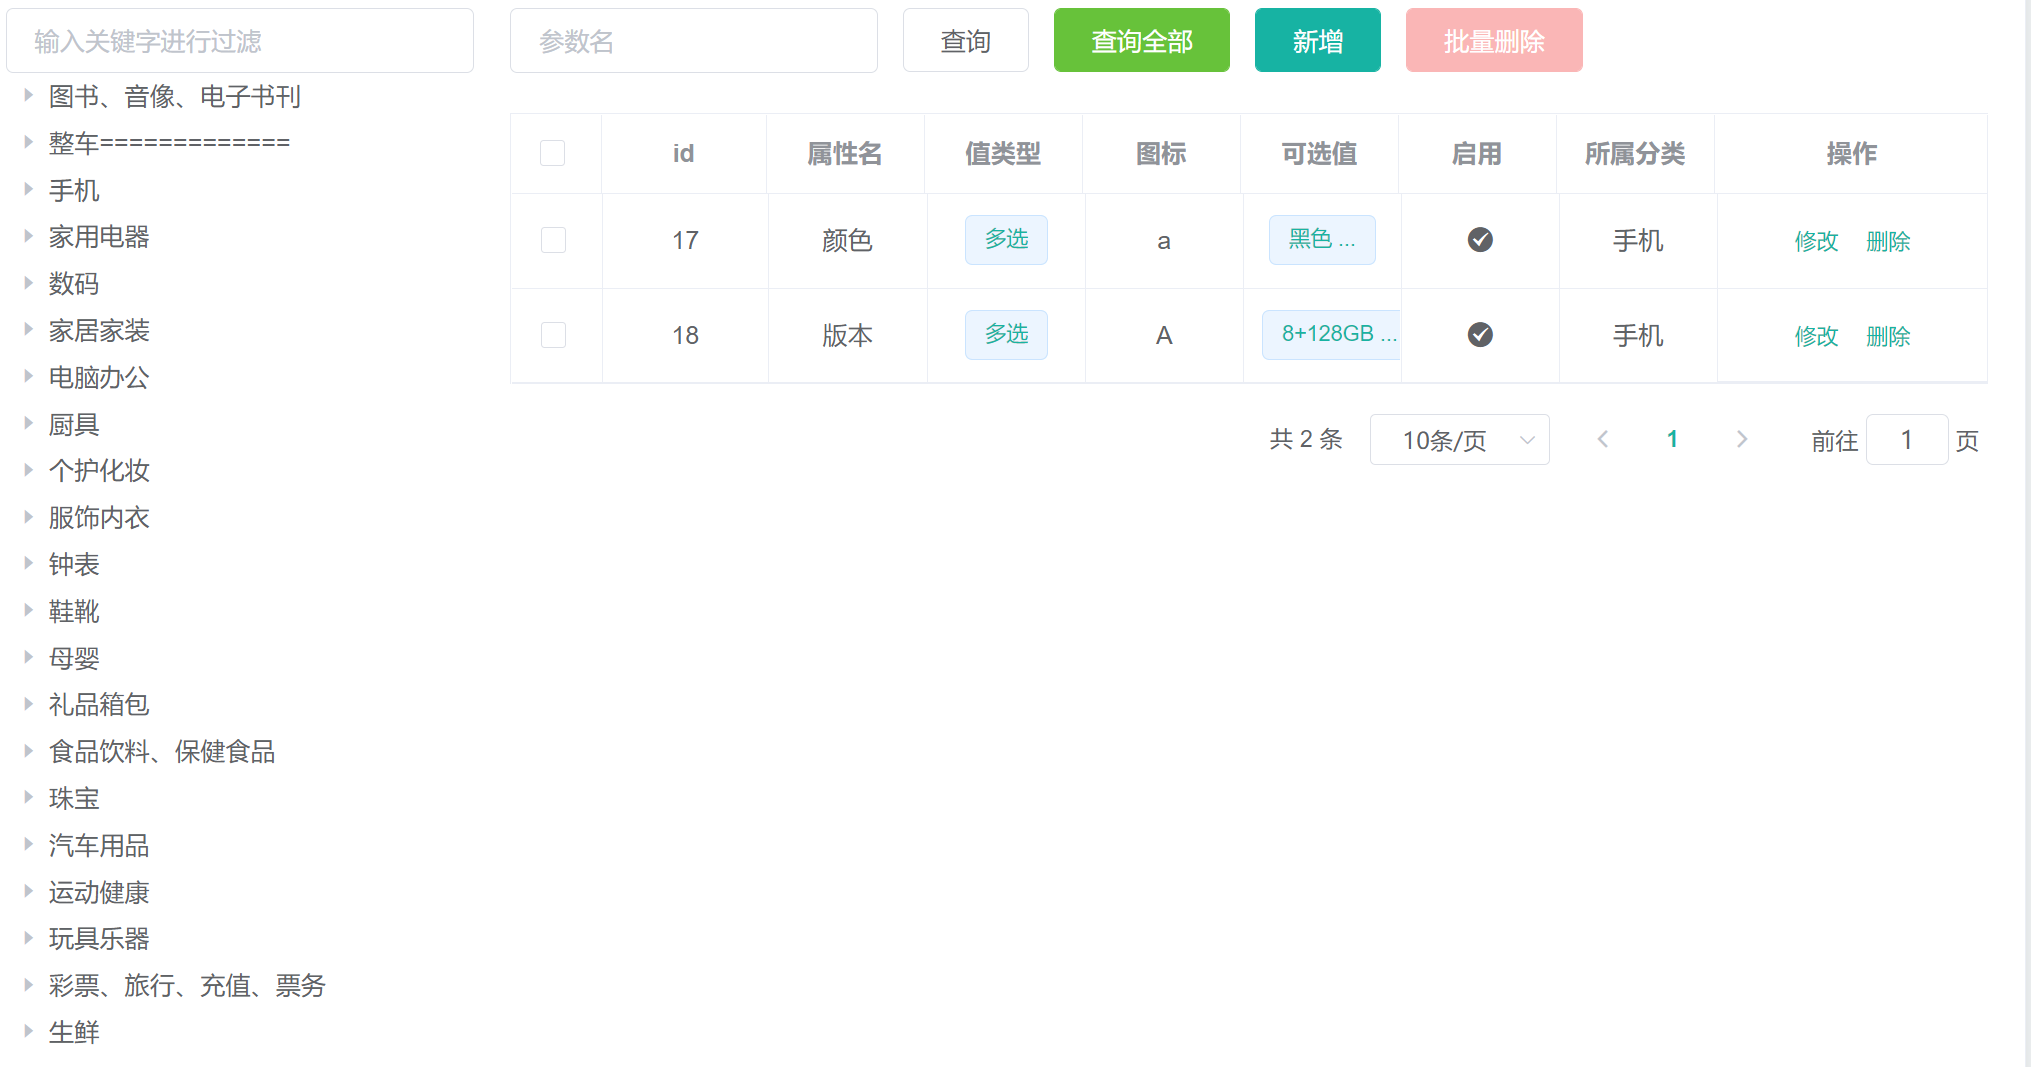 输入关键字进行过滤
图书、音像、电子书刊
整车=============
手机
家用电器
数码
家居家装
电脑办公
厨具
个护化妆
服饰内衣
钟表
鞋靴
母婴
礼品箱包
食品饮料、保健食品
珠宝
汽车用品
运动健康
玩具乐器
彩票、旅行、充值、票务
生鲜
参数名 查询 查询全部 新增 批量删除
id 属性名 值类型 图标 可选值 启用 所属分类 操作
17 颜色 多选 a 黑色 ... 手机 修改 删除
18 版本 多选 A 8+128GB ... 手机 修改 删除
共 2 条 10条/页 1 前往 1 页